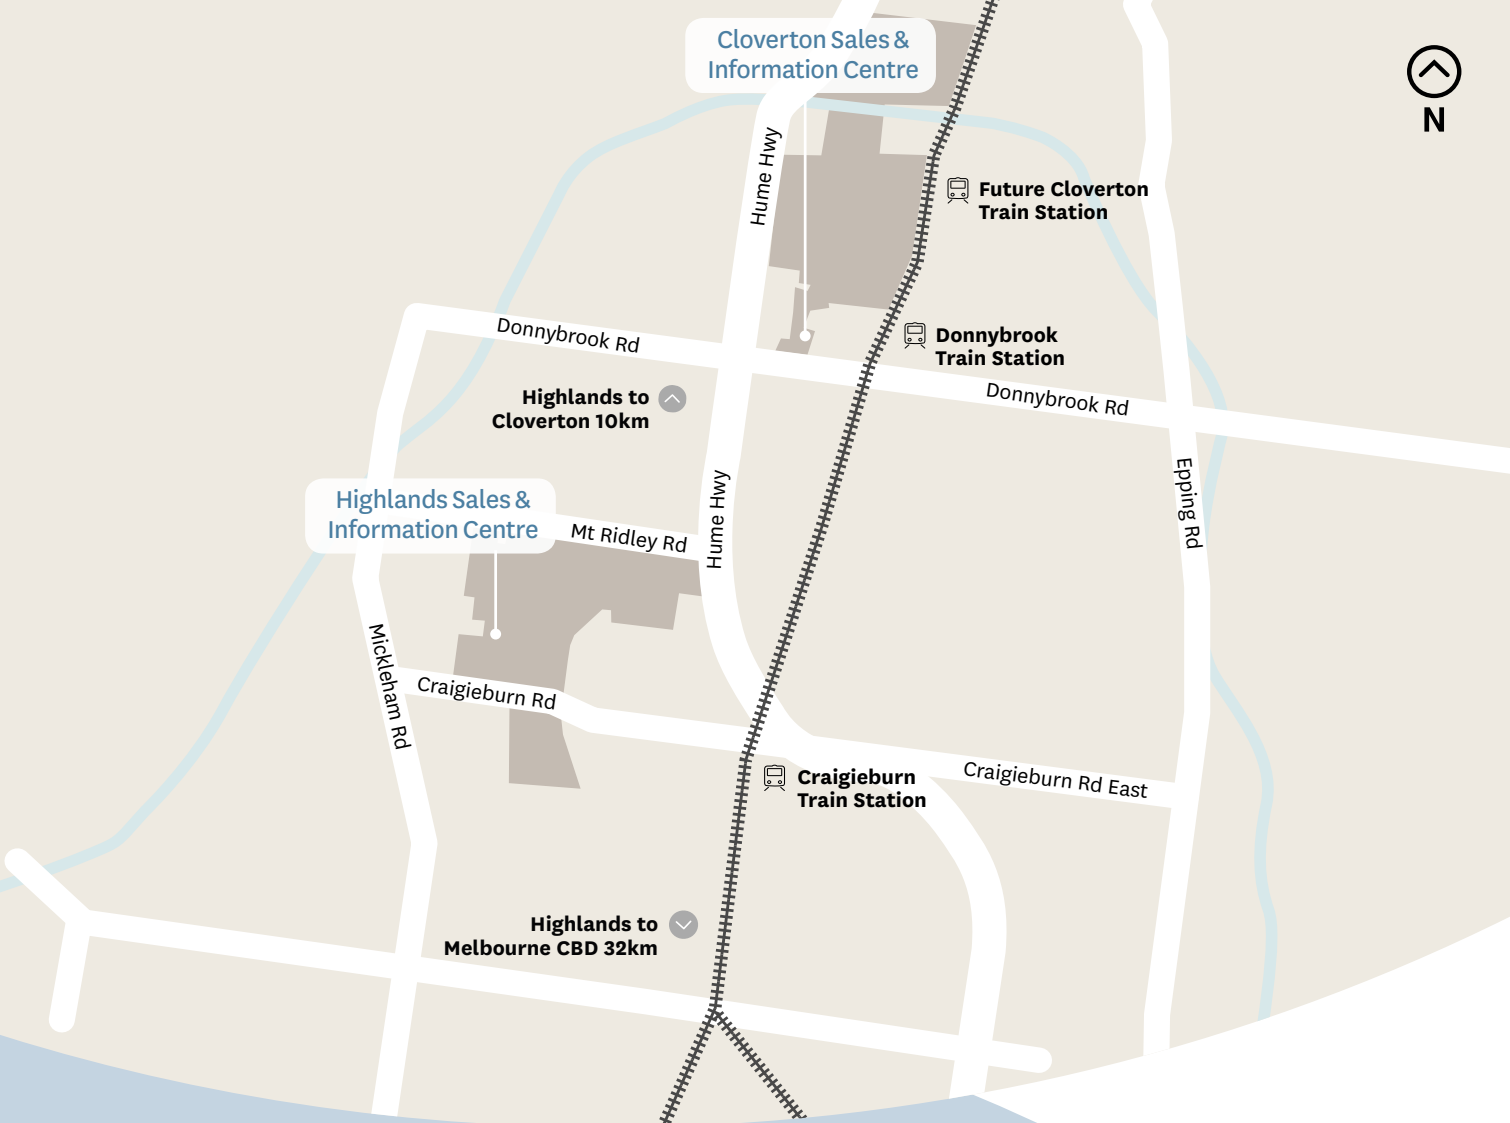 Cloverton Sales &
Information Centre
N
Hume Hwy
Future Cloverton
Train Station
Donnybrook Rd
Donnybrook
Train Station
Highlands to
Cloverton 10km
Donnybrook Rd
Highlands Sales &
Information Centre
Mt Ridley Rd
Hume Hwy
Epping Rd
Mickleham Rd
Craigieburn Rd
Craigieburn
Train Station
Craigieburn Rd East
Highlands to
Melbourne CBD 32km